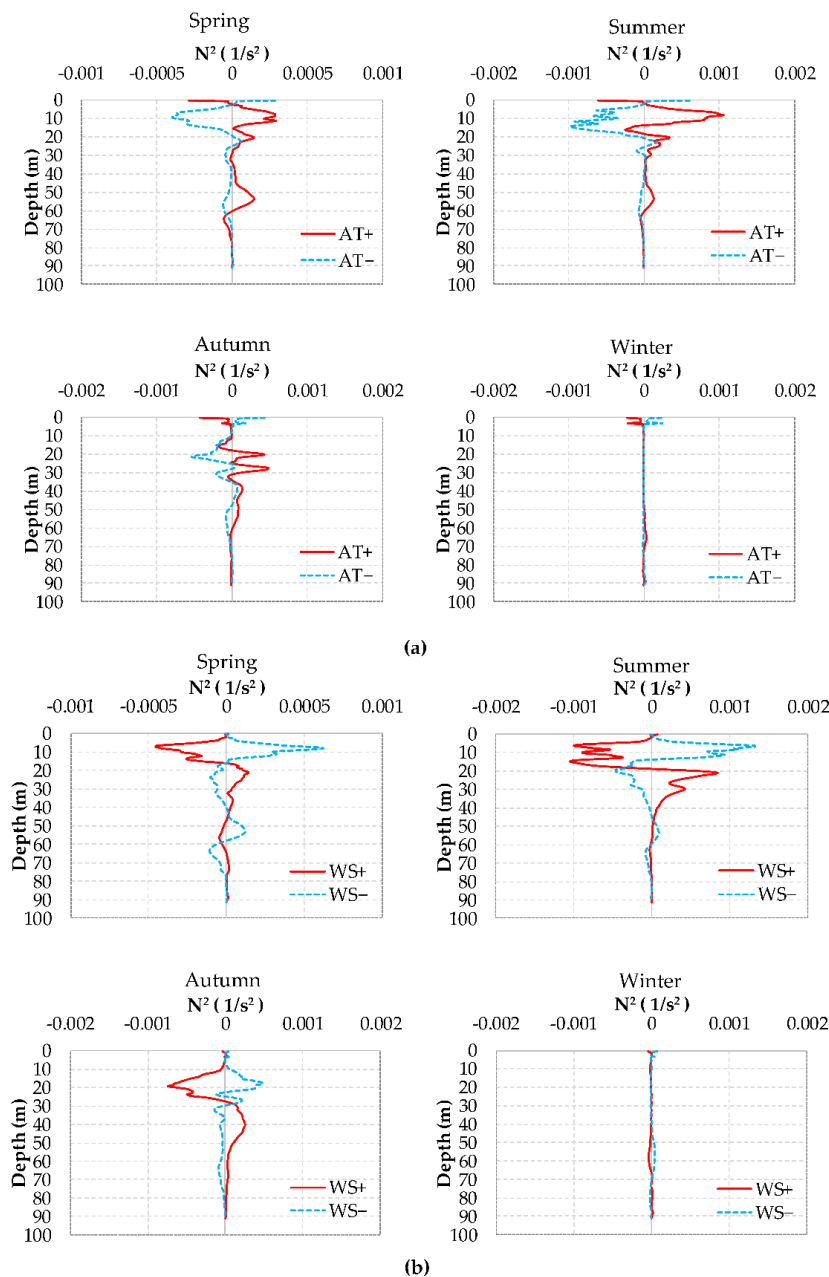 Spring
N² ( 1/s² )
-0.001 -0.0005 0 0.0005 0.001
0
10
20
30
40
50
60
70
80
90
100
Depth (m)
AT+
AT−
Summer
N² ( 1/s² )
-0.002 -0.001 0 0.001 0.002
0
10
20
30
40
50
60
70
80
90
100
Depth (m)
AT+
AT−
Autumn
N² ( 1/s² )
-0.002 -0.001 0 0.001 0.002
0
10
20
30
40
50
60
70
80
90
100
Depth (m)
AT+
AT−
Winter
N² ( 1/s² )
-0.002 -0.001 0 0.001 0.002
0
10
20
30
40
50
60
70
80
90
100
Depth (m)
AT+
AT−
(a)
Spring
N² ( 1/s² )
-0.001 -0.0005 0 0.0005 0.001
0
10
20
30
40
50
60
70
80
90
100
Depth (m)
WS+
WS−
Summer
N² ( 1/s² )
-0.002 -0.001 0 0.001 0.002
0
10
20
30
40
50
60
70
80
90
100
Depth (m)
WS+
WS−
Autumn
N² ( 1/s² )
-0.002 -0.001 0 0.001 0.002
0
10
20
30
40
50
60
70
80
90
100
Depth (m)
WS+
WS−
Winter
N² ( 1/s² )
-0.002 -0.001 0 0.001 0.002
0
10
20
30
40
50
60
70
80
90
100
Depth (m)
WS+
WS−
(b)